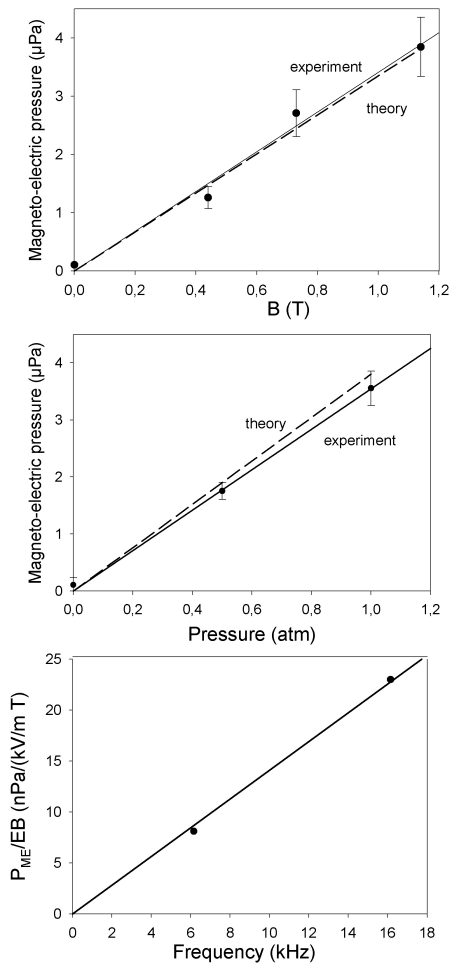 Magneto-electric pressure (µPa)
4
3
2
1
0
experiment
theory
0,0 0,2 0,4 0,6 0,8 1,0 1,2
B (T)
Magneto-electric pressure (µPa)
4
3
2
1
0
theory
experiment
0,0 0,2 0,4 0,6 0,8 1,0 1,2
Pressure (atm)
P_ME/EB (nPa/(kV/m T)
25
20
15
10
5
0
0 2 4 6 8 10 12 14 16 18
Frequency (kHz)